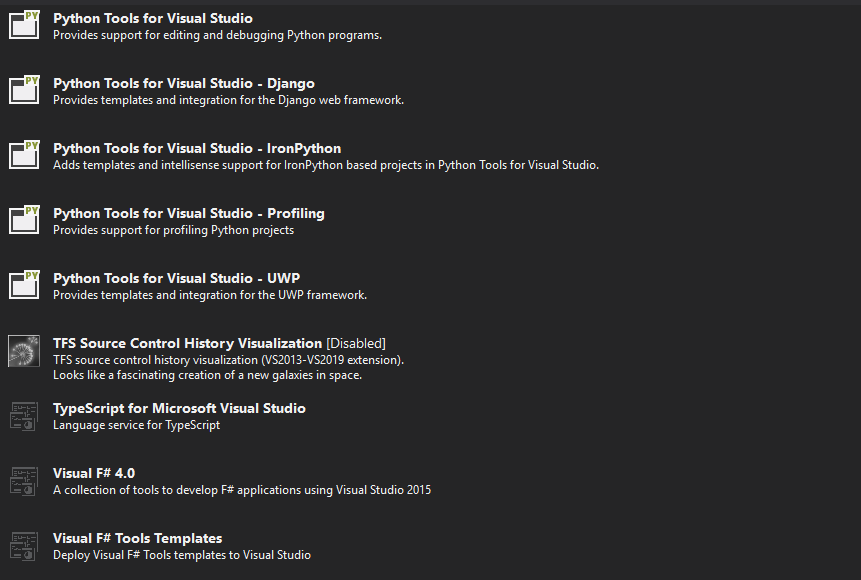 PY
Python Tools for Visual Studio
Provides support for editing and debugging Python programs.
PY
Python Tools for Visual Studio - Django
Provides templates and integration for the Django web framework.
PY
Python Tools for Visual Studio - IronPython
Adds templates and intellisense support for IronPython based projects in Python Tools for Visual Studio.
PY
Python Tools for Visual Studio - Profiling
Provides support for profiling Python projects
PY
Python Tools for Visual Studio - UWP
Provides templates and integration for the UWP framework.
TFS Source Control History Visualization [Disabled]
TFS source control history visualization (VS2013-VS2019 extension).
Looks like a fascinating creation of a new galaxies in space.
TypeScript for Microsoft Visual Studio
Language service for TypeScript
Visual F# 4.0
A collection of tools to develop F# applications using Visual Studio 2015
Visual F# Tools Templates
Deploy Visual F# Tools templates to Visual Studio